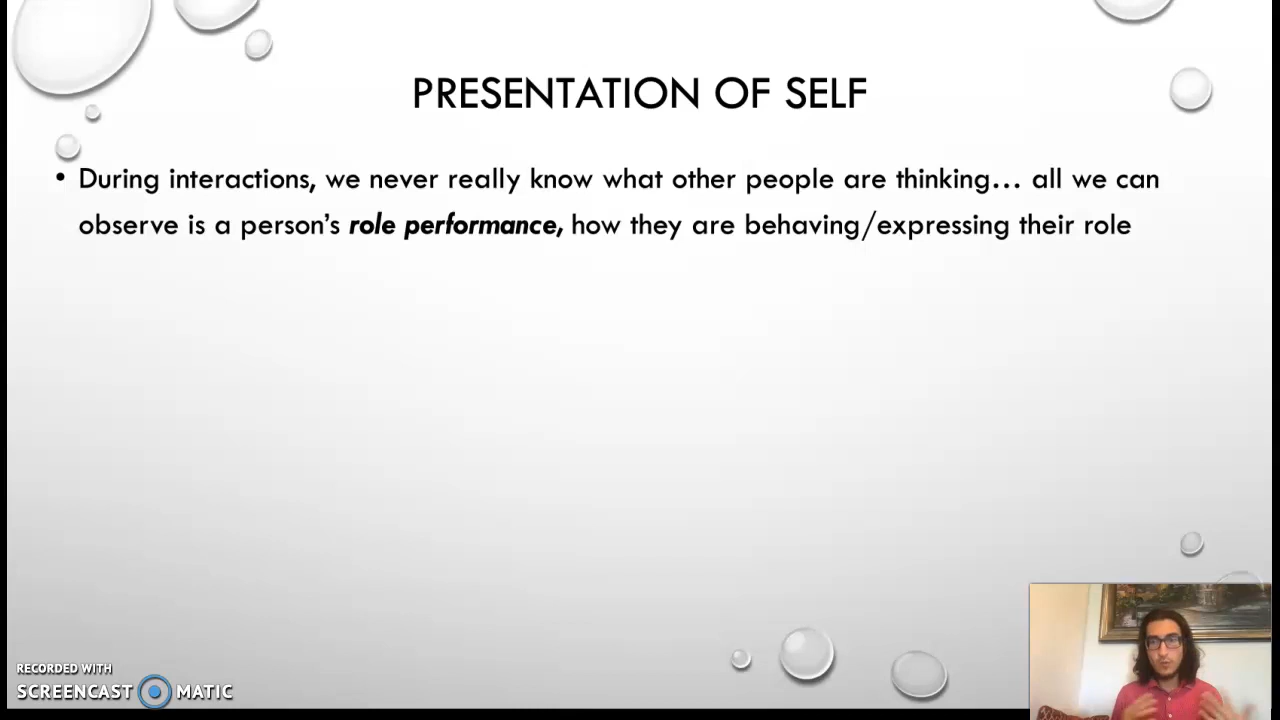 PRESENTATION OF SELF
• During interactions, we never really know what other people are thinking... all we can
observe is a person's role performance, how they are behaving/expressing their role
RECORDED WITH
SCREENCAST MATIC